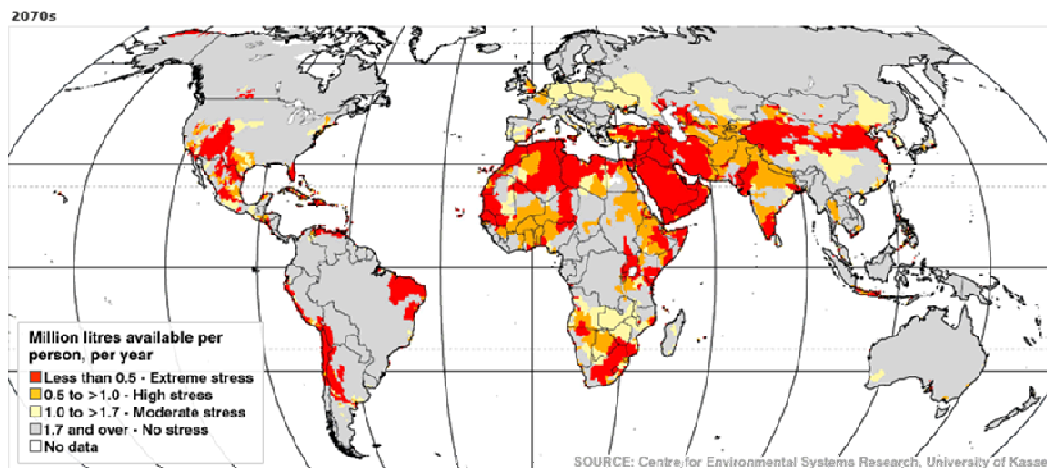 2070s
Million litres available per
person, per year
Less than 0.5 - Extreme stress
0.5 to >1.0 - High stress
1.0 to >1.7 - Moderate stress
1.7 and over - No stress
No data
SOURCE: Centre for Environmental Systems Research, University of Kasse